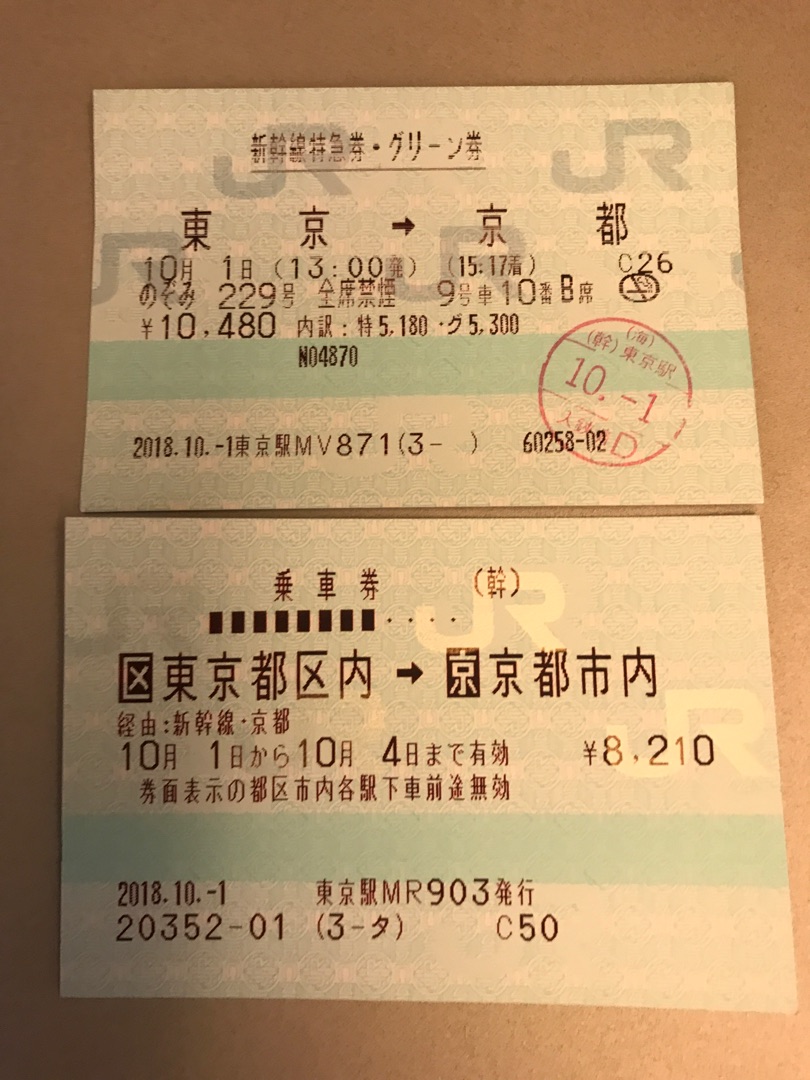 新幹線特急券・グリーン券
東京 → 京都
10月 1日 (13:00発) (15:17着) C26
のぞみ 229号 全席禁煙 9号車10番B席
¥10,480 内訳:特5,180・グ5,300
N04870
(海)
(幹)東京駅
10.-1
D
2018.10.-1東京駅MV871(3- ) 60258-02
乗車券 (幹)
区東京都区内 → 京京都市内
経由:新幹線・京都
10月 1日から10月 4日まで有効 ¥8,210
券面表示の都区市内各駅下車前途無効
2018.10.-1 東京駅MR903発行
20352-01 (3-タ) C50
JR
JR
JR
JR
JR